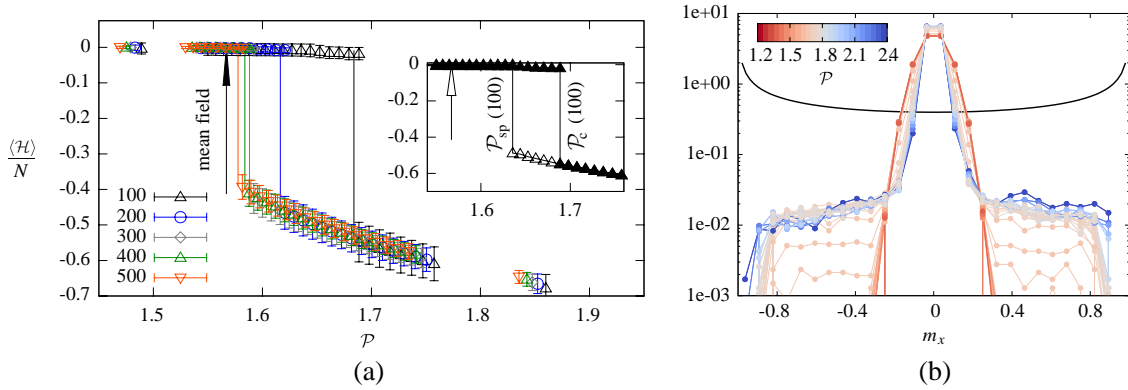 0
-0.1
-0.2
-0.3
-0.4
-0.5
-0.6
-0.7
⟨ℋ⟩
N
1.5
1.6
1.7
1.8
1.9
𝒫
mean field
100
200
300
400
500
0
-0.2
-0.4
-0.6
1.6
1.7
𝒫sp (100)
𝒫c (100)
(a)
1e+01
1e+00
1e-01
1e-02
1e-03
1.2
1.5
1.8
2.1
2.4
𝒫
-0.8
-0.4
0
0.4
0.8
mx
(b)